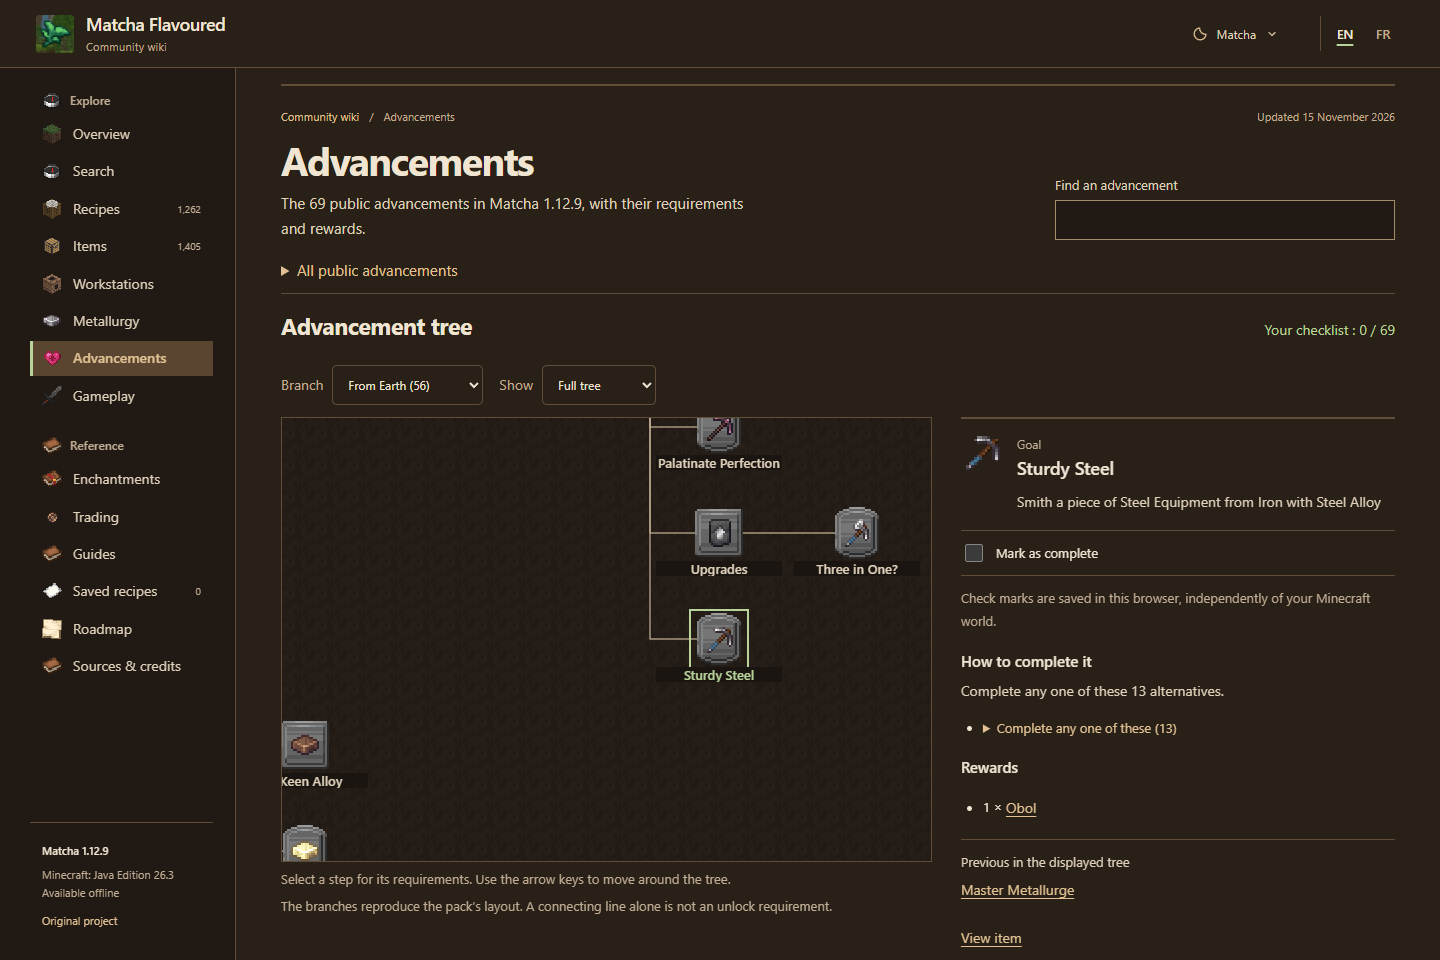 Matcha Flavoured
Community wiki
Matcha
EN
FR
Explore
Overview
Search
Recipes 1,262
Items 1,405
Workstations
Metallurgy
Advancements
Gameplay
Reference
Enchantments
Trading
Guides
Saved recipes 0
Roadmap
Sources & credits
Matcha 1.12.9
Minecraft: Java Edition 26.3
Available offline
Original project
Community wiki / Advancements
Updated 15 November 2026
Advancements
The 69 public advancements in Matcha 1.12.9, with their requirements
and rewards.
Find an advancement
All public advancements
Advancement tree
Your checklist : 0 / 69
Branch From Earth (56) Show Full tree
Palatinate Perfection
Upgrades
Three in One?
Sturdy Steel
Keen Alloy
Select a step for its requirements. Use the arrow keys to move around the tree.
The branches reproduce the pack's layout. A connecting line alone is not an unlock requirement.
Goal
Sturdy Steel
Smith a piece of Steel Equipment from Iron with Steel Alloy
Mark as complete
Check marks are saved in this browser, independently of your Minecraft
world.
How to complete it
Complete any one of these 13 alternatives.
• Complete any one of these (13)
Rewards
• 1 × Obol
Previous in the displayed tree
Master Metallurge
View item